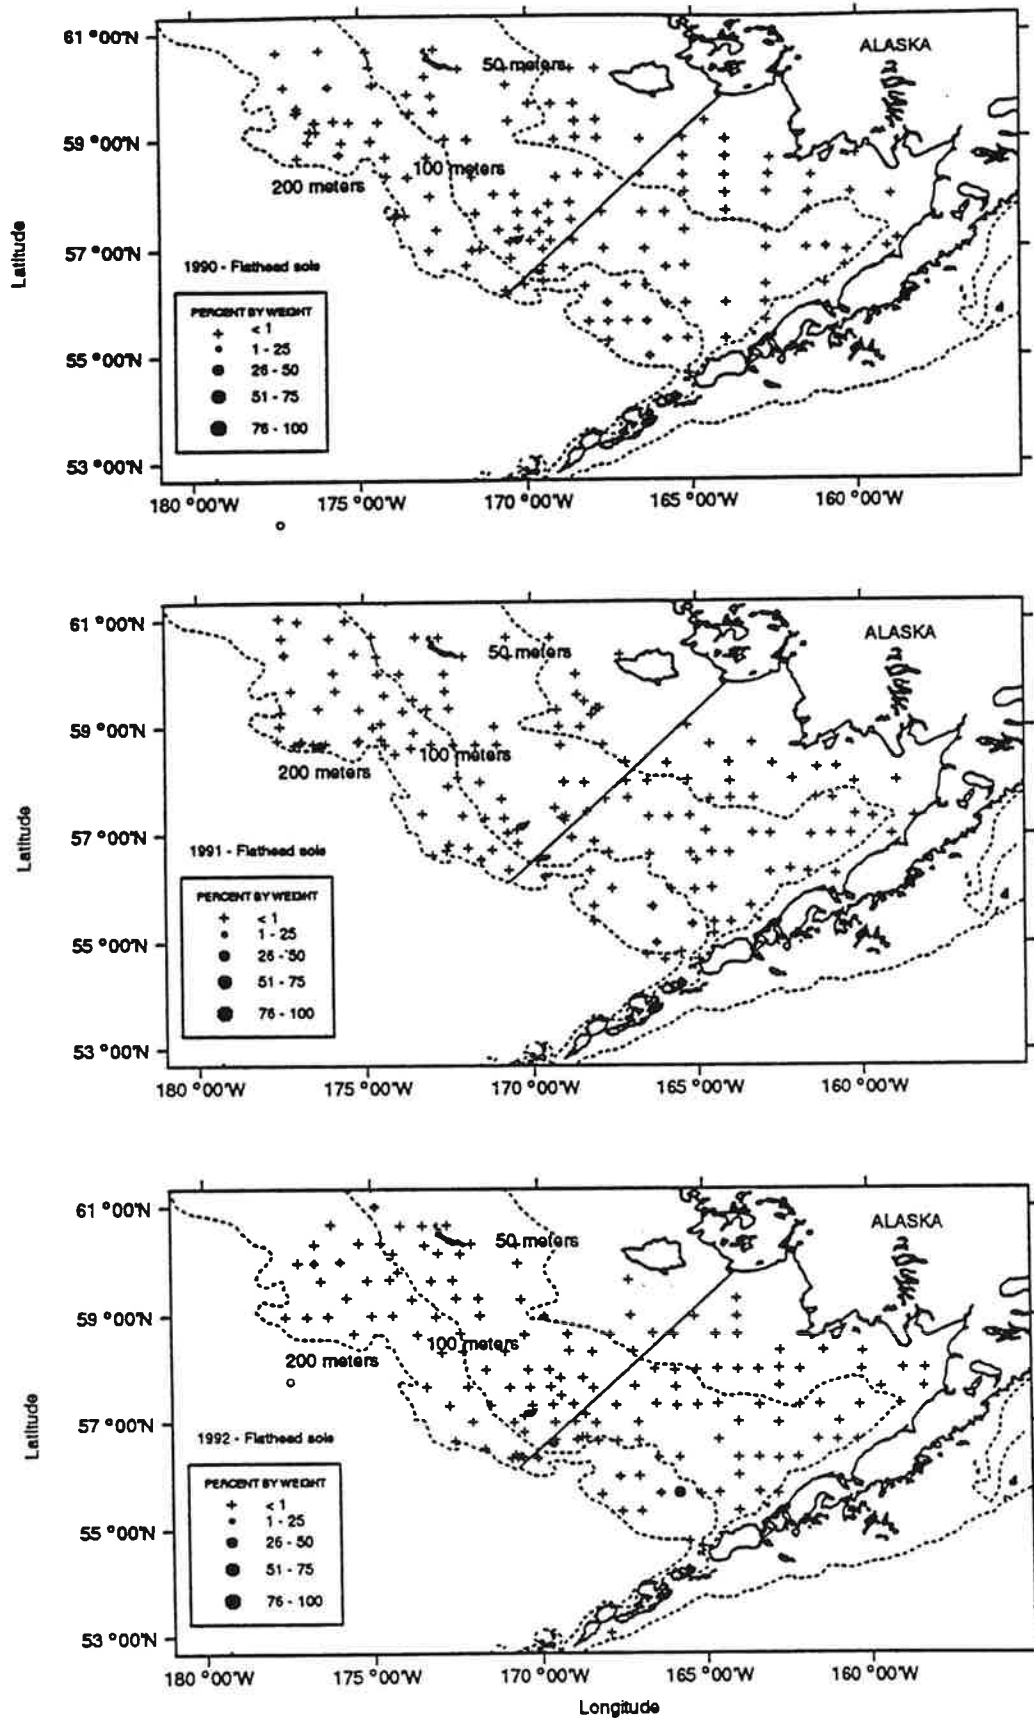 61 °00'N
ALASKA
50 meters
59 °00'N
100 meters
200 meters
Latitude
57 °00'N
1990 - Flathead sole
PERCENT BY WEIGHT
< 1
1 - 25
55 °00'N
26 - 50
51 - 75
76 - 100
53 °00'N
180 °00'W 175 °00'W 170 °00'W 165 °00'W 160 °00'W
61 °00'N
ALASKA
50 meters
59 °00'N
100 meters
200 meters
Latitude
57 °00'N
1991 - Flathead sole
PERCENT BY WEIGHT
< 1
1 - 25
55 °00'N
26 - 50
51 - 75
76 - 100
53 °00'N
180 °00'W 175 °00'W 170 °00'W 165 °00'W 160 °00'W
61 °00'N
ALASKA
50 meters
59 °00'N
100 meters
200 meters
Latitude
57 °00'N
1992 - Flathead sole
PERCENT BY WEIGHT
< 1
1 - 25
55 °00'N
26 - 50
51 - 75
76 - 100
53 °00'N
180 °00'W 175 °00'W 170 °00'W 165 °00'W 160 °00'W
Longitude